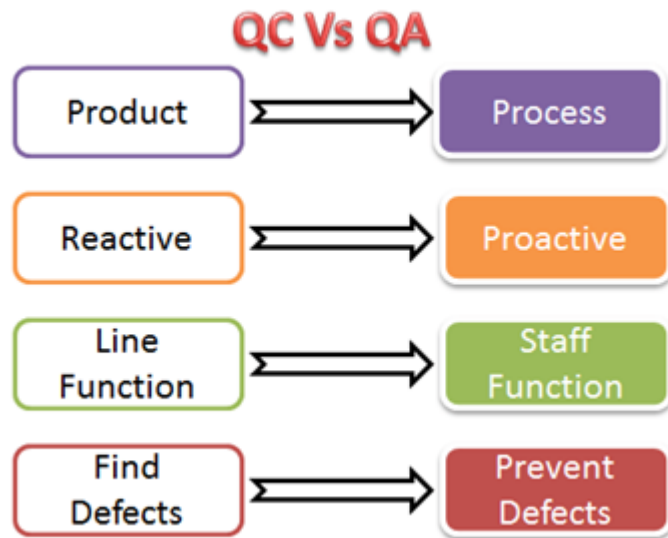 QC Vs QA
Product
Process
Reactive
Proactive
Line
Function
Staff
Function
Find
Defects
Prevent
Defects